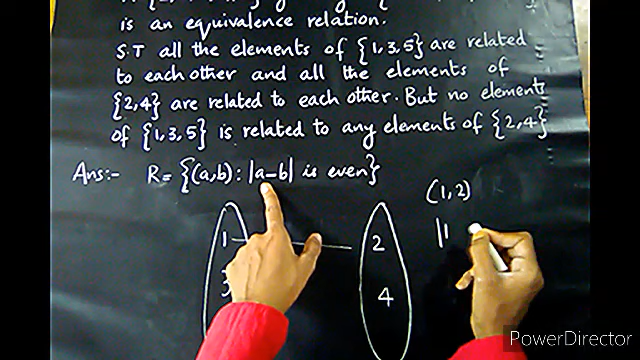 is an equivalence relation.
S.T all the elements of {1,3,5} are related
to each other and all the elements of
{2,4} are related to each other. But no element
of {1,3,5} is related to any elements of {2,4}
Ans:- R = {(a,b) : |a-b| is even}
(1,2)
1 2
|1
4
PowerDirector